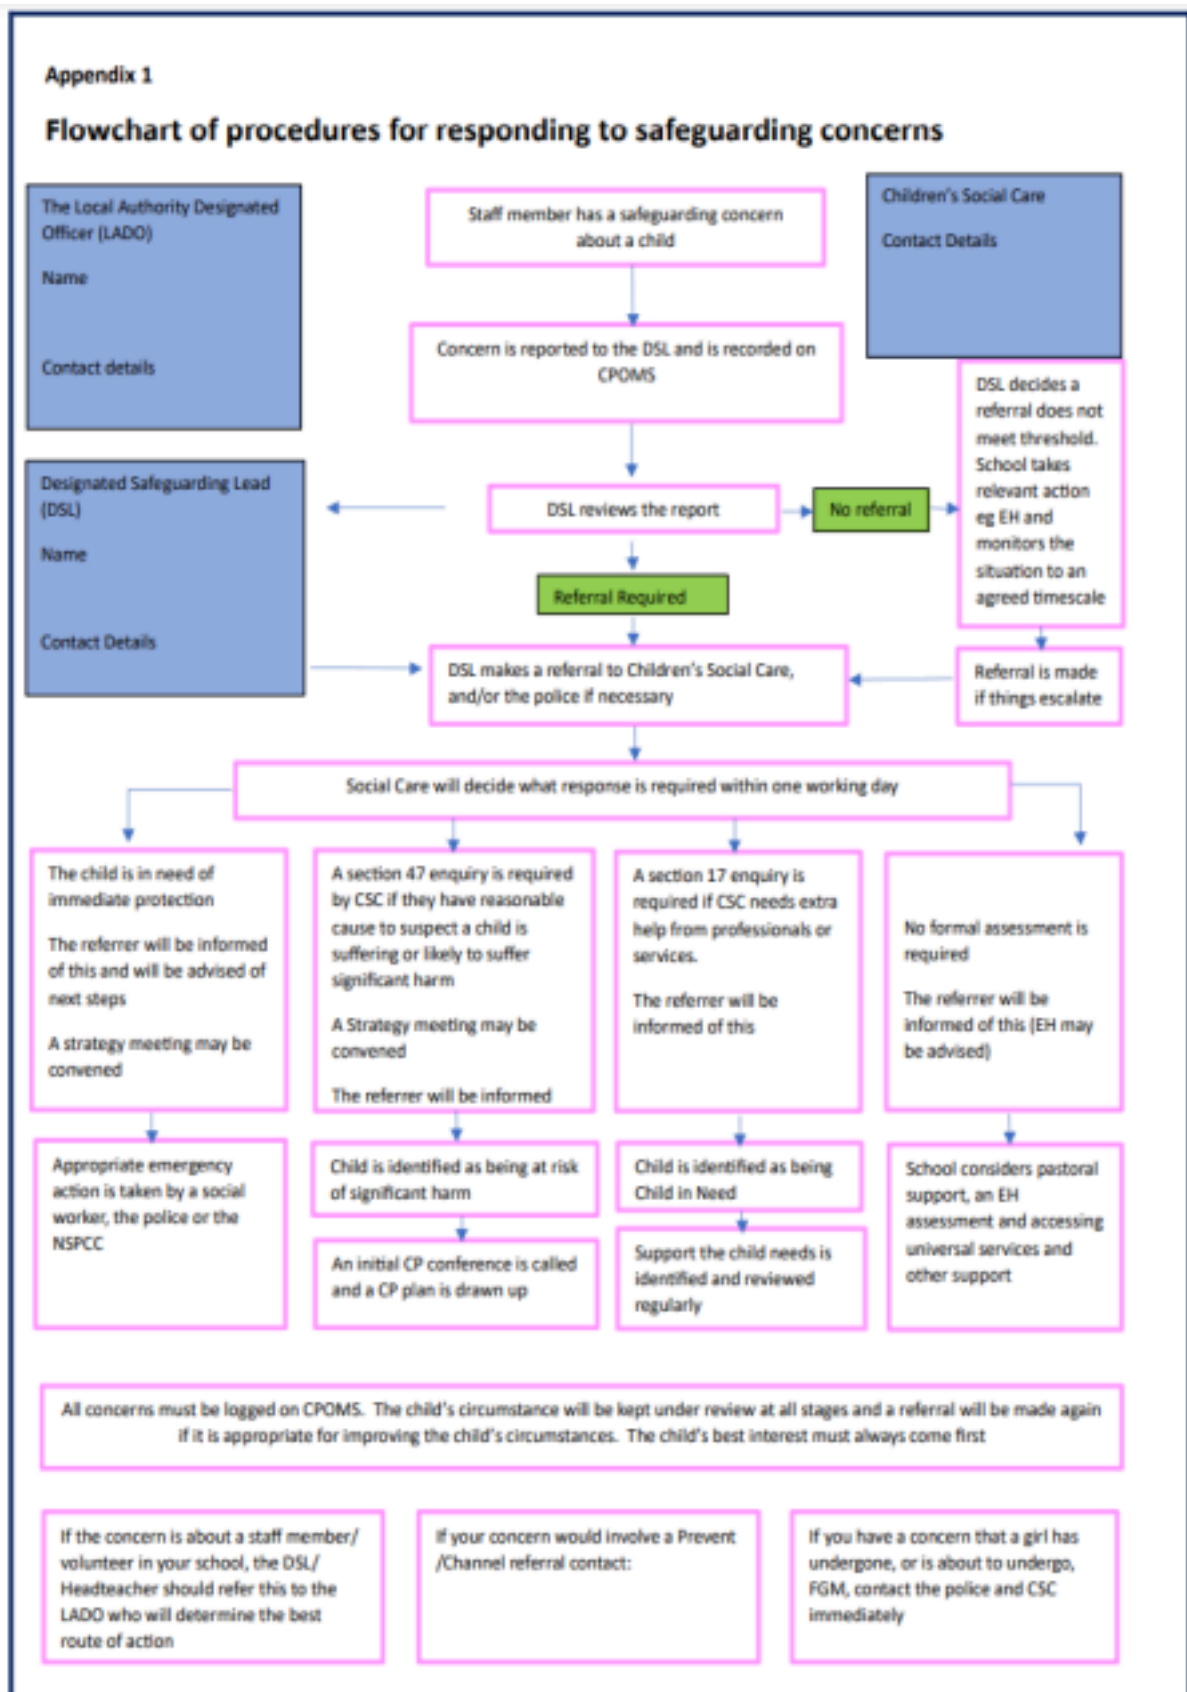 Appendix 1
Flowchart of procedures for responding to safeguarding concerns
The Local Authority Designated
Officer (LADO)
Name
Contact details
Staff member has a safeguarding concern
about a child
Children's Social Care
Contact Details
Concern is reported to the DSL and is recorded on
CPOMS
DSL decides a
referral does not
meet threshold.
School takes
relevant action
eg EH and
monitors the
situation to an
agreed timescale
Designated Safeguarding Lead
(DSL)
Name
Contact Details
DSL reviews the report
No referral
Referral Required
DSL makes a referral to Children's Social Care,
and/or the police if necessary
Referral is made
if things escalate
Social Care will decide what response is required within one working day
The child is in need of
immediate protection
The referrer will be informed
of this and will be advised of
next steps
A strategy meeting may be
convened
A section 47 enquiry is required
by CSC if they have reasonable
cause to suspect a child is
suffering or likely to suffer
significant harm
A Strategy meeting may be
convened
The referrer will be informed
A section 17 enquiry is
required if CSC needs extra
help from professionals or
services.
The referrer will be
informed of this
No formal assessment is
required
The referrer will be
informed of this (EH may
be advised)
Appropriate emergency
action is taken by a social
worker, the police or the
NSPCC
Child is identified as being at risk
of significant harm
An initial CP conference is called
and a CP plan is drawn up
Child is identified as being
Child in Need
Support the child needs is
identified and reviewed
regularly
School considers pastoral
support, an EH
assessment and accessing
universal services and
other support
All concerns must be logged on CPOMS. The child's circumstance will be kept under review at all stages and a referral will be made again
if it is appropriate for improving the child's circumstances. The child's best interest must always come first
If the concern is about a staff member/
volunteer in your school, the DSL/
Headteacher should refer this to the
LADO who will determine the best
route of action
If your concern would involve a Prevent
/Channel referral contact:
If you have a concern that a girl has
undergone, or is about to undergo,
FGM, contact the police and CSC
immediately